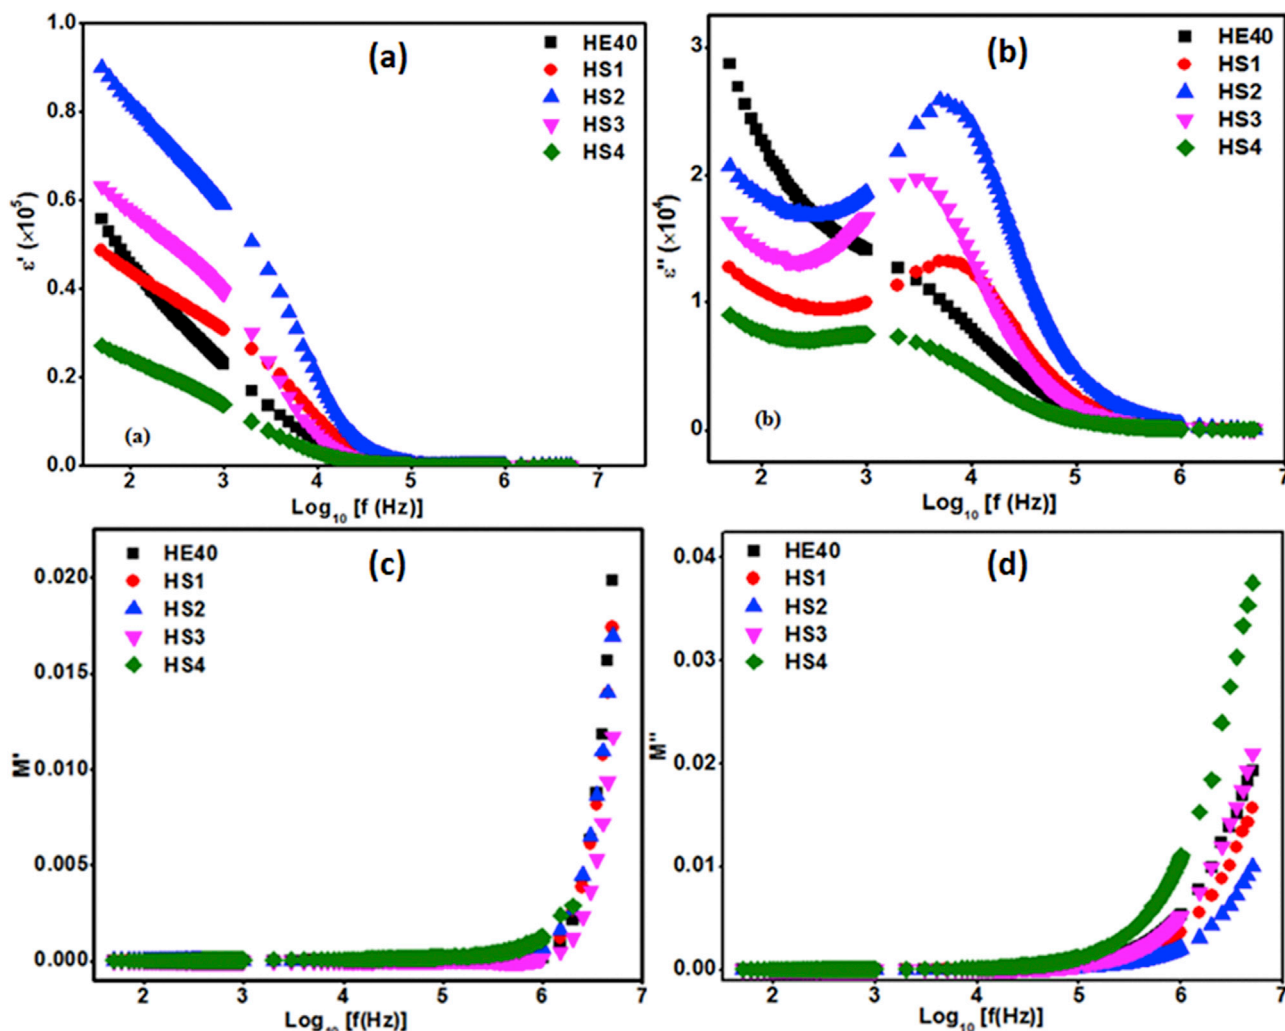 (a)
HE40
HS1
HS2
HS3
HS4
1.0
0.8
0.6
0.4
0.2
0.0
ε' (×10⁵)
(a)
2 3 4 5 6 7
Log₁₀ [f (Hz)]
(b)
HE40
HS1
HS2
HS3
HS4
3
2
1
0
ε'' (×10⁴)
(b)
2 3 4 5 6 7
Log₁₀ [f (Hz)]
(c)
HE40
HS1
HS2
HS3
HS4
0.020
0.015
0.010
0.005
0.000
M'
2 3 4 5 6 7
Log₁₀ [f(Hz)]
(d)
HE40
HS1
HS2
HS3
HS4
0.04
0.03
0.02
0.01
0.00
M''
2 3 4 5 6 7
Log₁₀ [f(Hz)]